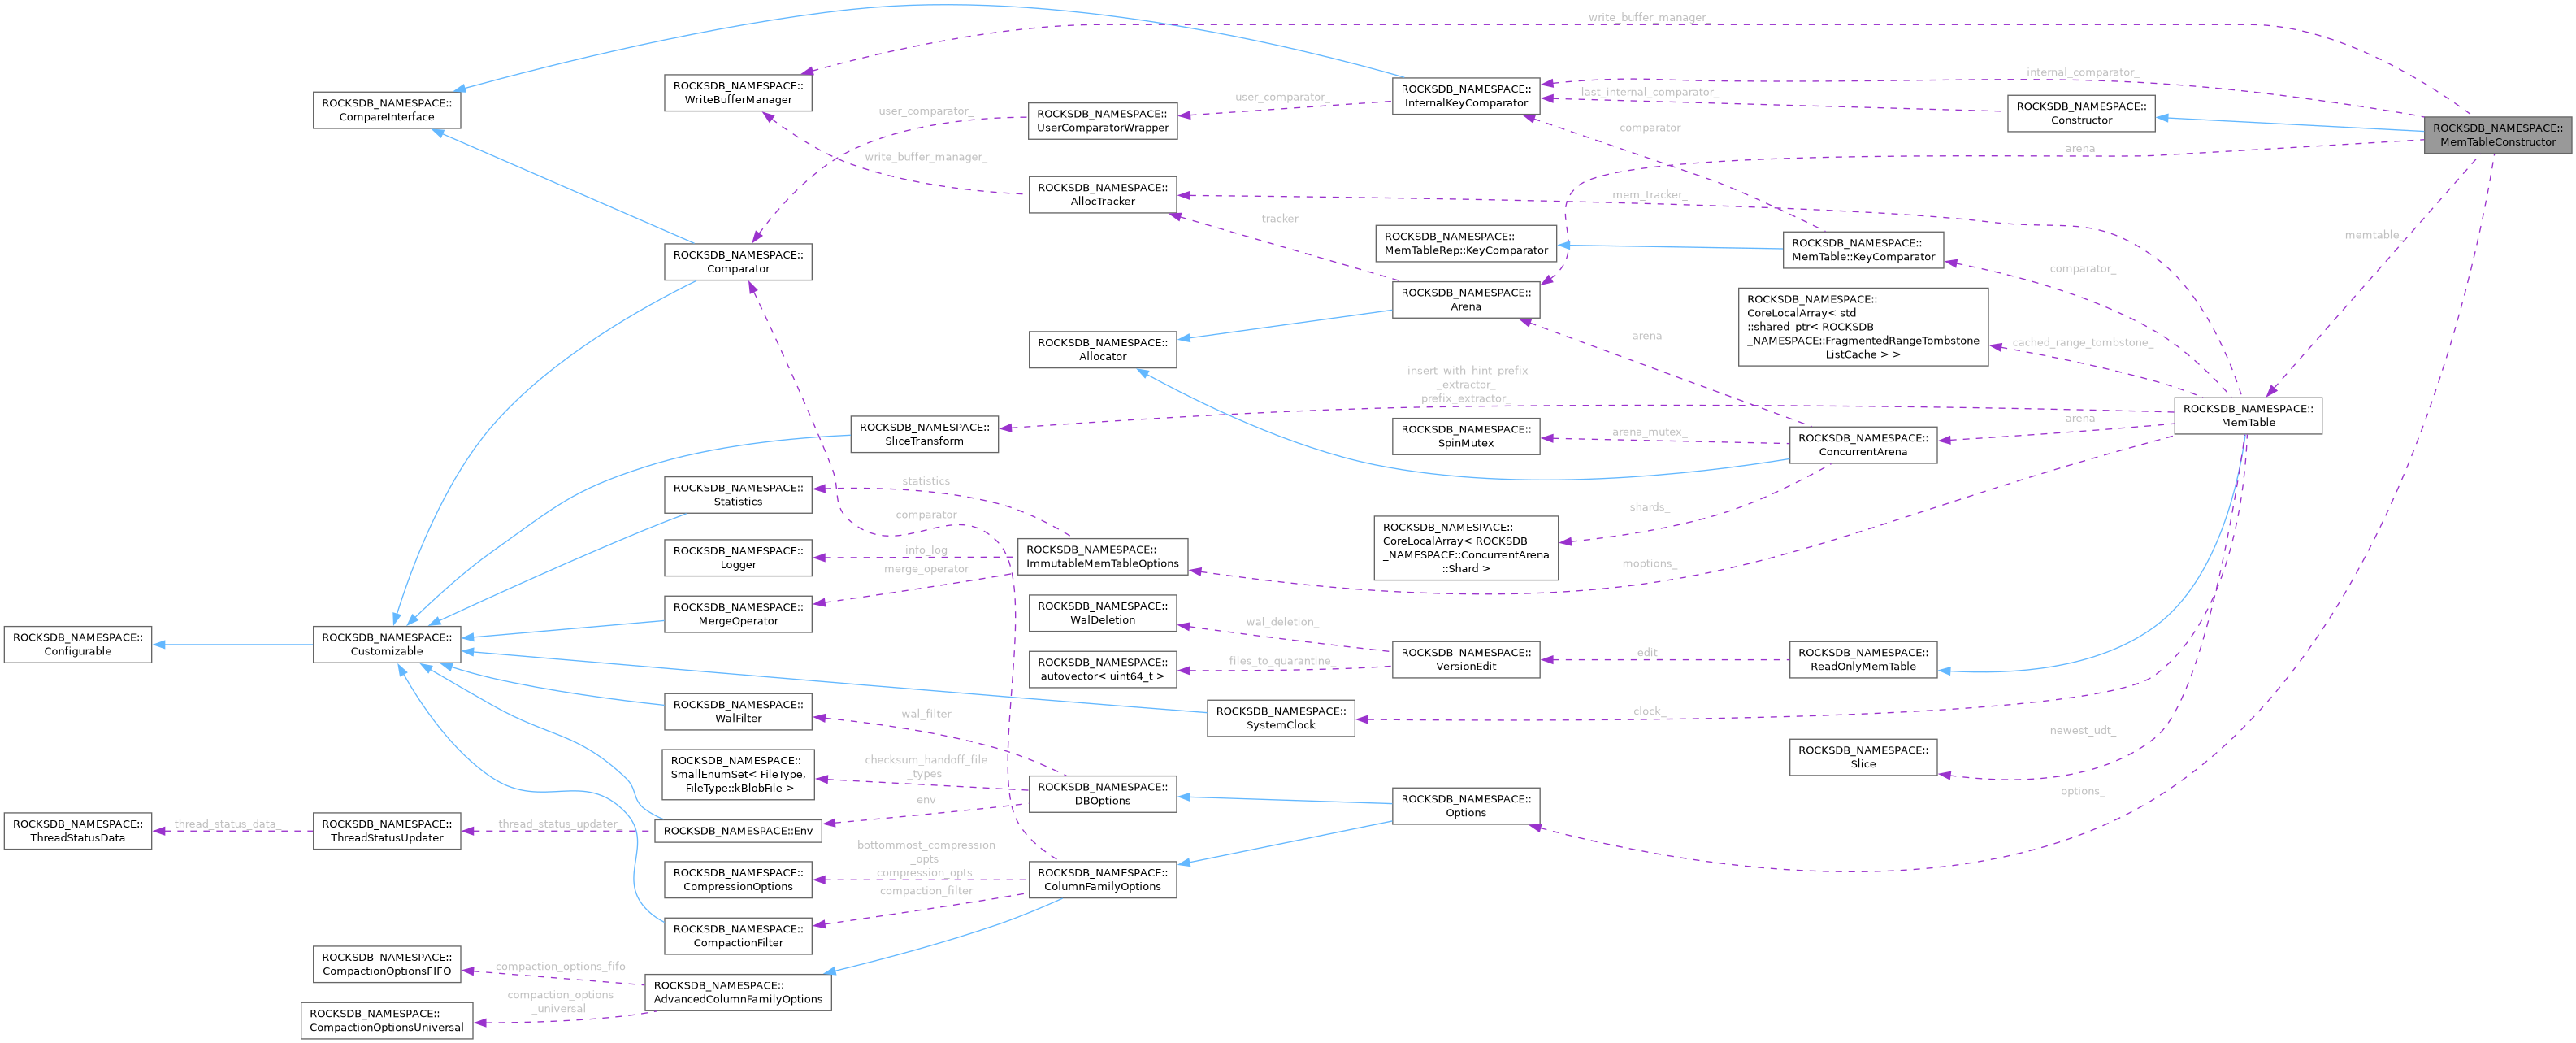 write_buffer_manager_
ROCKSDB_NAMESPACE::
CompareInterface
ROCKSDB_NAMESPACE::
WriteBufferManager
ROCKSDB_NAMESPACE::
InternalKeyComparator
internal_comparator_
last_internal_comparator_
ROCKSDB_NAMESPACE::
Constructor
ROCKSDB_NAMESPACE::
MemTableConstructor
user_comparator_
user_comparator_
ROCKSDB_NAMESPACE::
UserComparatorWrapper
comparator
arena_
write_buffer_manager_
ROCKSDB_NAMESPACE::
AllocTracker
mem_tracker_
tracker_
ROCKSDB_NAMESPACE::
MemTableRep::KeyComparator
ROCKSDB_NAMESPACE::
MemTable::KeyComparator
memtable_
ROCKSDB_NAMESPACE::
Comparator
comparator_
ROCKSDB_NAMESPACE::
Arena
ROCKSDB_NAMESPACE::
CoreLocalArray< std
::shared_ptr< ROCKSDB
_NAMESPACE::FragmentedRangeTombstone
ListCache > >
cached_range_tombstone_
ROCKSDB_NAMESPACE::
Allocator
arena_
insert_with_hint_prefix
_extractor_
prefix_extractor_
ROCKSDB_NAMESPACE::
SliceTransform
ROCKSDB_NAMESPACE::
SpinMutex
arena_mutex_
ROCKSDB_NAMESPACE::
ConcurrentArena
arena_
ROCKSDB_NAMESPACE::
MemTable
ROCKSDB_NAMESPACE::
Statistics
statistics
comparator
shards_
ROCKSDB_NAMESPACE::
CoreLocalArray< ROCKSDB
_NAMESPACE::ConcurrentArena
::Shard >
ROCKSDB_NAMESPACE::
Logger
info_log
merge_operator
ROCKSDB_NAMESPACE::
ImmutableMemTableOptions
moptions_
ROCKSDB_NAMESPACE::
MergeOperator
ROCKSDB_NAMESPACE::
WalDeletion
wal_deletion_
ROCKSDB_NAMESPACE::
Configurable
ROCKSDB_NAMESPACE::
Customizable
ROCKSDB_NAMESPACE::
autovector< uint64_t >
files_to_quarantine_
ROCKSDB_NAMESPACE::
VersionEdit
edit_
ROCKSDB_NAMESPACE::
ReadOnlyMemTable
ROCKSDB_NAMESPACE::
WalFilter
wal_filter
ROCKSDB_NAMESPACE::
SystemClock
clock_
newest_udt_
ROCKSDB_NAMESPACE::
Slice
ROCKSDB_NAMESPACE::
SmallEnumSet< FileType,
FileType::kBlobFile >
checksum_handoff_file
_types
ROCKSDB_NAMESPACE::
DBOptions
ROCKSDB_NAMESPACE::
Options
options_
env
ROCKSDB_NAMESPACE::
ThreadStatusData
thread_status_data_
ROCKSDB_NAMESPACE::
ThreadStatusUpdater
thread_status_updater_
ROCKSDB_NAMESPACE::Env
bottommost_compression
_opts
compression_opts
ROCKSDB_NAMESPACE::
CompressionOptions
ROCKSDB_NAMESPACE::
ColumnFamilyOptions
compaction_filter
ROCKSDB_NAMESPACE::
CompactionFilter
ROCKSDB_NAMESPACE::
CompactionOptionsFIFO
compaction_options_fifo
ROCKSDB_NAMESPACE::
AdvancedColumnFamilyOptions
compaction_options
_universal
ROCKSDB_NAMESPACE::
CompactionOptionsUniversal